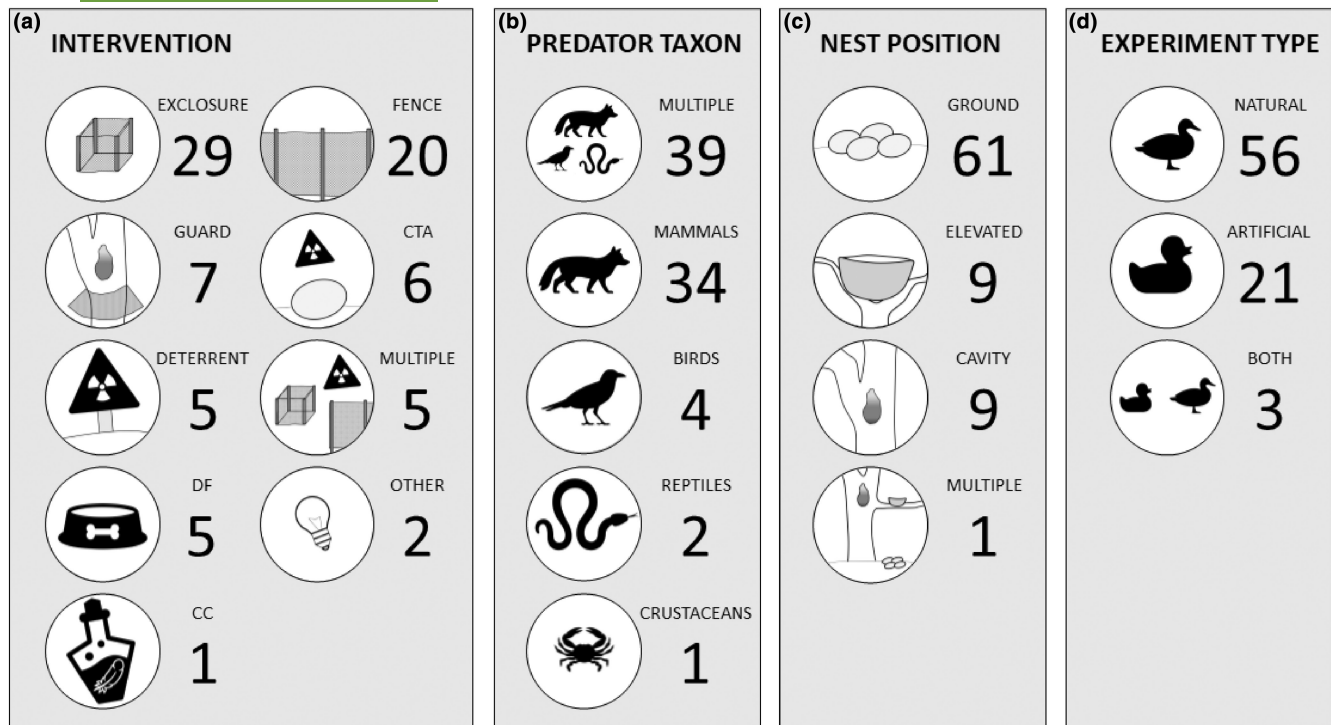 (a) INTERVENTION
EXCLOSURE
29
FENCE
20
GUARD
7
CTA
6
DETERRENT
5
MULTIPLE
5
DF
5
OTHER
2
CC
1
(b) PREDATOR TAXON
MULTIPLE
39
MAMMALS
34
BIRDS
4
REPTILES
2
CRUSTACEANS
1
(c) NEST POSITION
GROUND
61
ELEVATED
9
CAVITY
9
MULTIPLE
1
(d) EXPERIMENT TYPE
NATURAL
56
ARTIFICIAL
21
BOTH
3